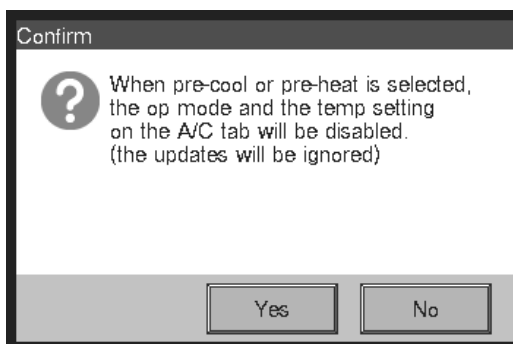 Confirm
When pre-cool or pre-heat is selected,
the op mode and the temp setting
on the A/C tab will be disabled.
(the updates will be ignored)
Yes
No